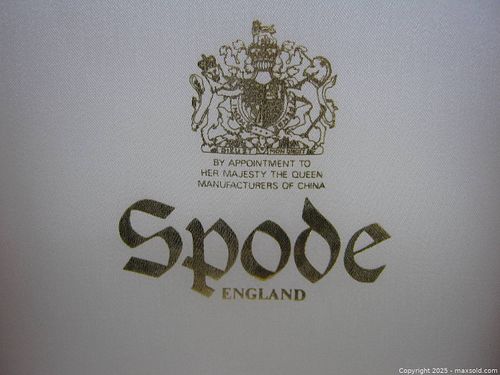 BY APPOINTMENT TO
HER MAJESTY THE QUEEN
MANUFACTURERS OF CHINA
Spode
ENGLAND
Copyright 2025 - maxsold.com